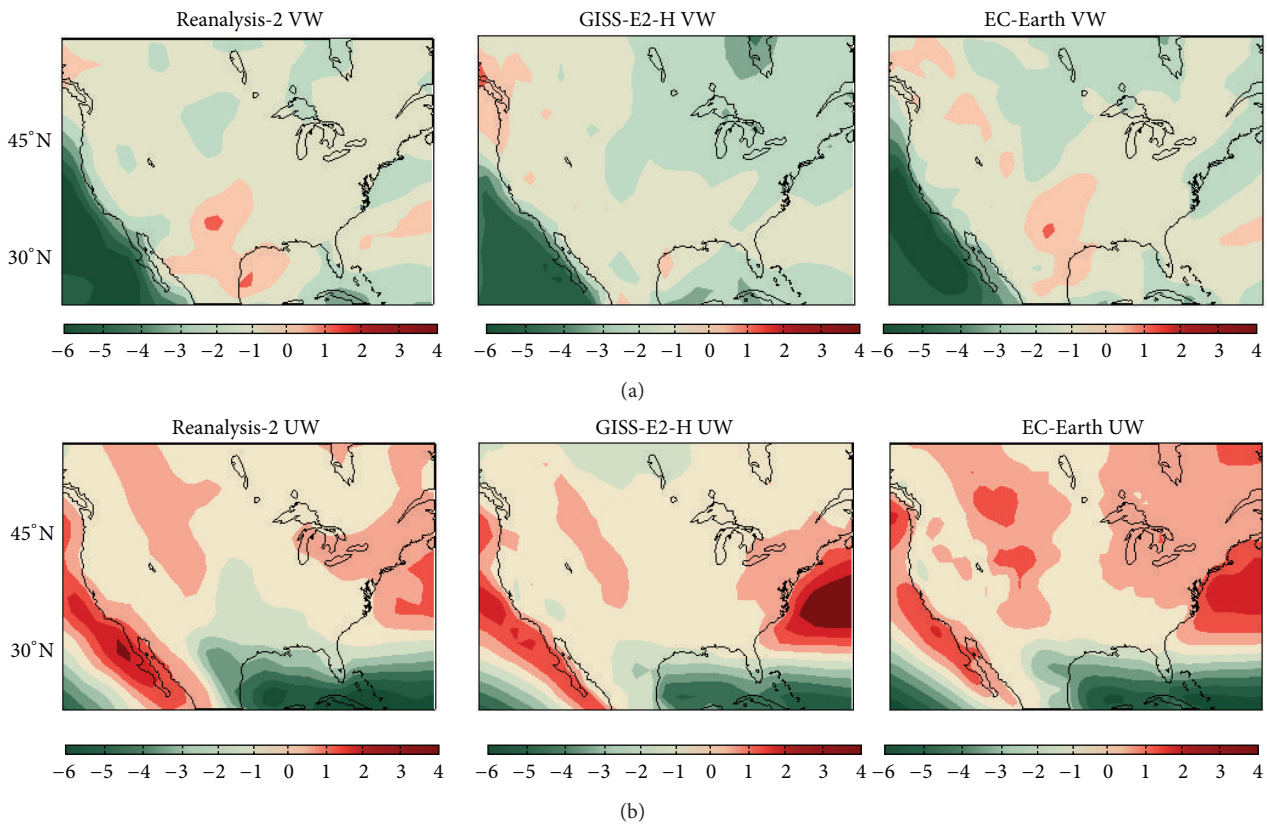 Reanalysis-2 VW
GISS-E2-H VW
EC-Earth VW
45°N
30°N
−6 −5 −4 −3 −2 −1 0 1 2 3 4
−6 −5 −4 −3 −2 −1 0 1 2 3 4
−6 −5 −4 −3 −2 −1 0 1 2 3 4
(a)
Reanalysis-2 UW
GISS-E2-H UW
EC-Earth UW
45°N
30°N
−6 −5 −4 −3 −2 −1 0 1 2 3 4
−6 −5 −4 −3 −2 −1 0 1 2 3 4
−6 −5 −4 −3 −2 −1 0 1 2 3 4
(b)